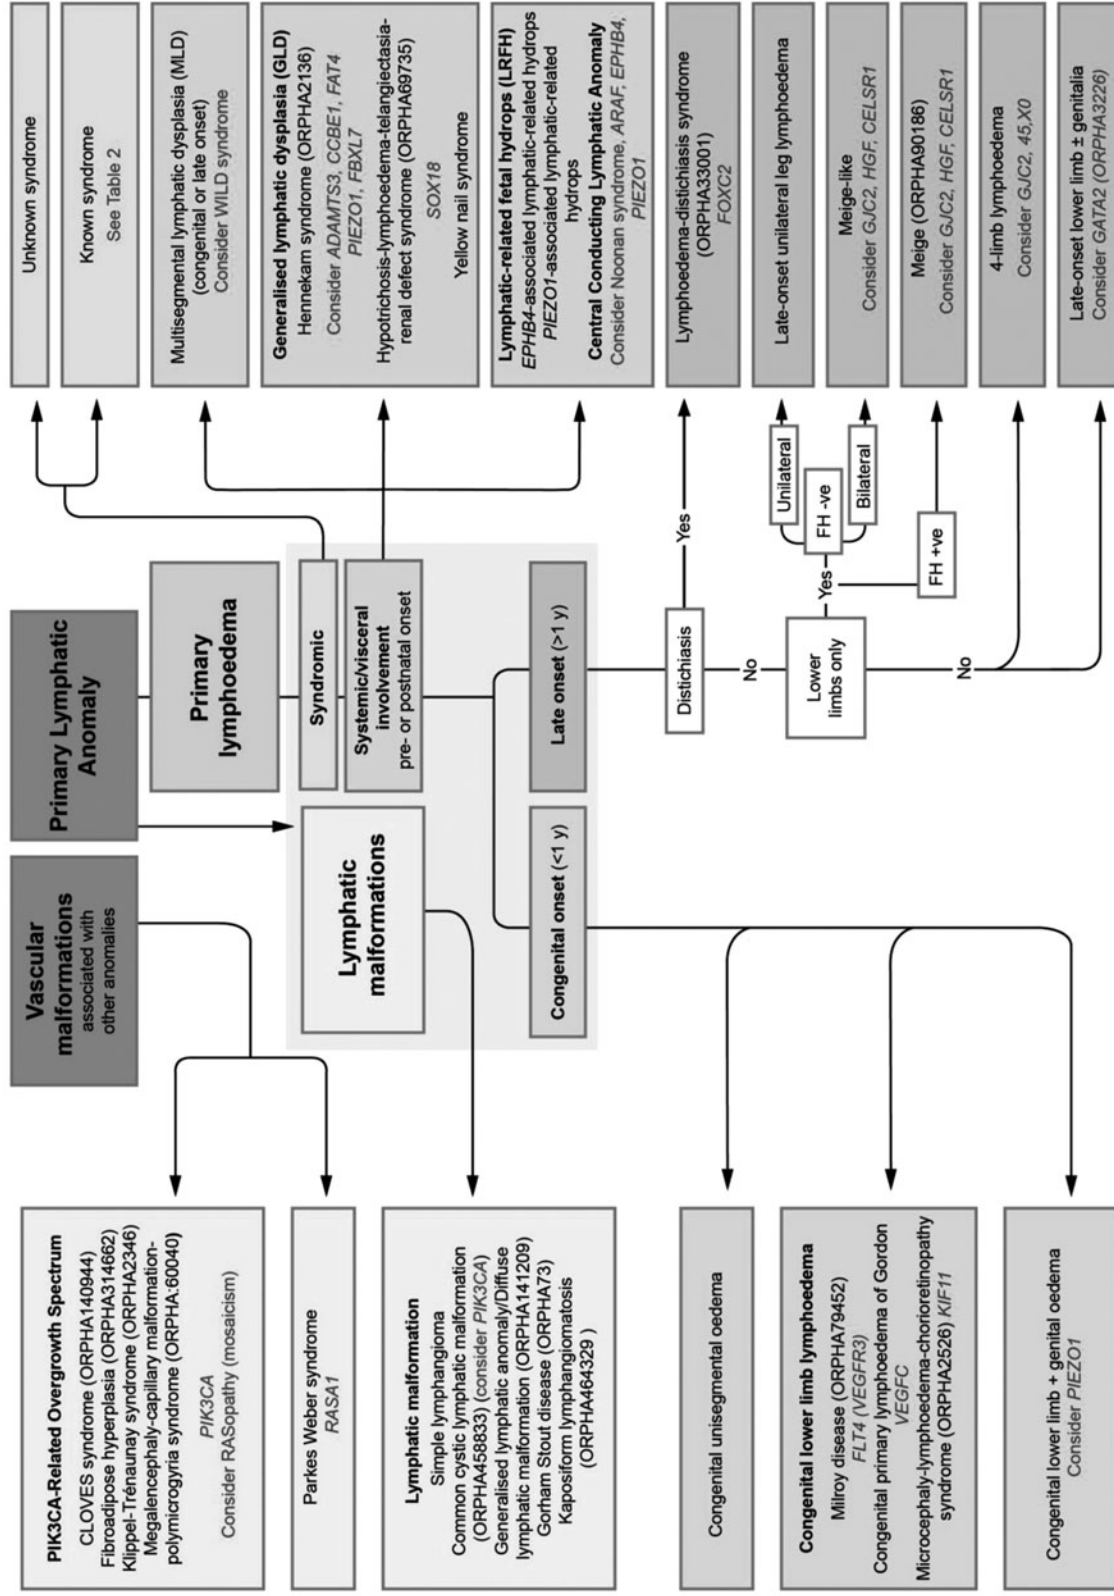 Vascular
malformations
associated with
other anomalies
Primary Lymphatic
Anomaly
PIK3CA-Related Overgrowth Spectrum
CLOVES syndrome (ORPHA140944)
Fibroadipose hyperplasia (ORPHA314662)
Klippel-Trénaunay syndrome (ORPHA2346)
Megalencephaly-capillary malformation-
polymicrogyria syndrome (ORPHA:60040)
PIK3CA
Consider RASopathy (mosaicism)
Parkes Weber syndrome
RASA1
Lymphatic malformation
Simple lymphangioma
Common cystic lymphatic malformation
(ORPHA458833) (consider PIK3CA)
Generalised lymphatic anomaly/Diffuse
lymphatic malformation (ORPHA141209)
Gorham Stout disease (ORPHA73)
Kaposiform lymphangiomatosis
(ORPHA464329 )
Congenital unisegmental oedema
Congenital lower limb lymphoedema
Milroy disease (ORPHA79452)
FLT4 (VEGFR3)
Congenital primary lymphoedema of Gordon
VEGFC
Microcephaly-lymphoedema-chorioretinopathy
syndrome (ORPHA2526) KIF11
Congenital lower limb + genital oedema
Consider PIEZO1
Primary
lymphoedema
Lymphatic
malformations
Syndromic
Systemic/visceral
involvement
pre- or postnatal onset
Congenital onset (<1 y)
Late onset (>1 y)
Distichiasis
Yes
No
Lower
limbs only
Yes
No
Unilateral
FH -ve
Bilateral
FH +ve
Unknown syndrome
Known syndrome
See Table 2
Multisegmental lymphatic dysplasia (MLD)
(congenital or late onset)
Consider WILD syndrome
Generalised lymphatic dysplasia (GLD)
Hennekam syndrome (ORPHA2136)
Consider ADAMTS3, CCBE1, FAT4
PIEZO1, FBXL7
Hypotrichosis-lymphoedema-telangiectasia-
renal defect syndrome (ORPHA69735)
SOX18
Yellow nail syndrome
Lymphatic-related fetal hydrops (LRFH)
EPHB4-associated lymphatic-related hydrops
PIEZO1-associated lymphatic-related
hydrops
Central Conducting Lymphatic Anomaly
Consider Noonan syndrome, ARAF, EPHB4,
PIEZO1
Lymphoedema-distichiasis syndrome
(ORPHA33001)
FOXC2
Late-onset unilateral leg lymphoedema
Meige-like
Consider GJC2, HGF, CELSR1
Meige (ORPHA90186)
Consider GJC2, HGF, CELSR1
4-limb lymphoedema
Consider GJC2, 45,X0
Late-onset lower limb ± genitalia
Consider GATA2 (ORPHA3226)